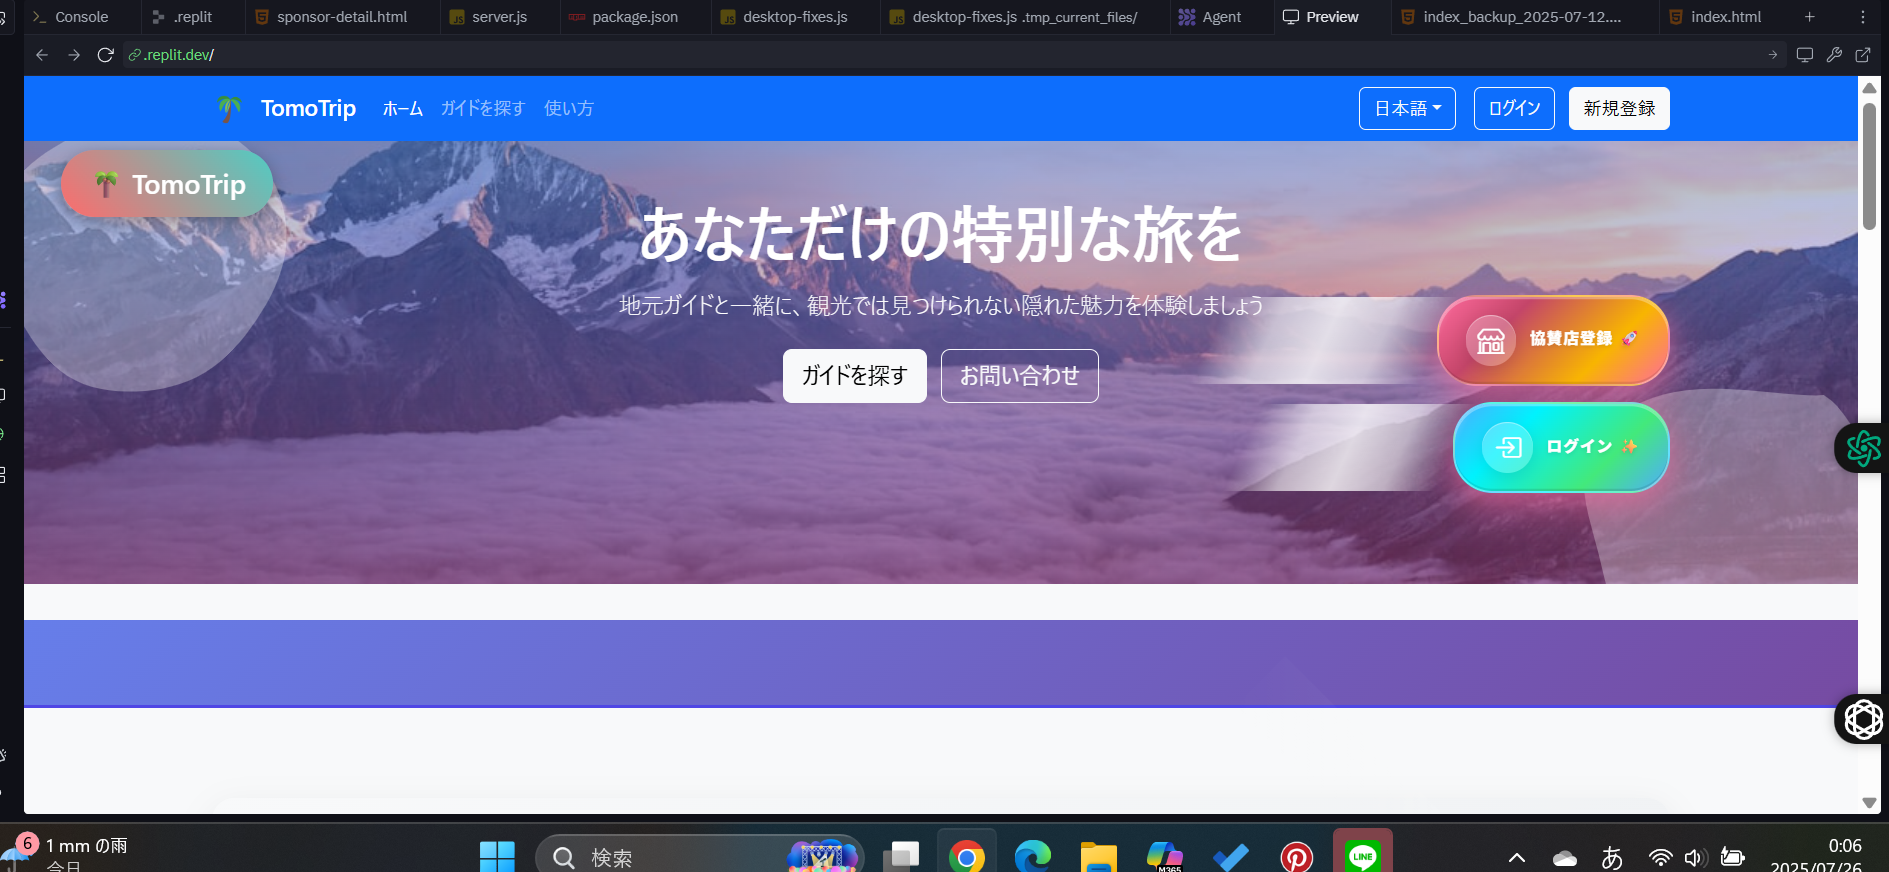 Console
.replit
sponsor-detail.html
server.js
package.json
desktop-fixes.js
desktop-fixes.js .tmp_current_files/
Agent
Preview
index_backup_2025-07-12....
index.html
.replit.dev/
TomoTrip
ホーム
ガイドを探す
使い方
日本語
ログイン
新規登録
TomoTrip
あなただけの特別な旅を
地元ガイドと一緒に、観光では見つけられない隠れた魅力を体験しましょう
ガイドを探す
お問い合わせ
協賛店登録 🚀
ログイン ✨
6
1 mm の雨
今日
検索
M365
LINE
あ
0:06
2025/07/26